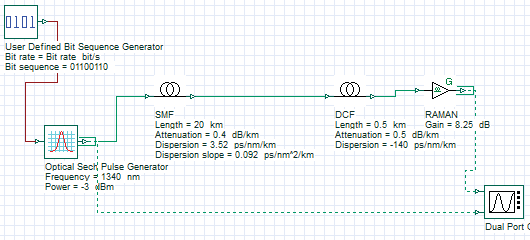 0101
User Defined Bit Sequence Generator
Bit rate = Bit rate bit/s
Bit sequence = 01100110
Optical Sech Pulse Generator
Frequency = 1340 nm
Power = -3 dBm
SMF
Length = 20 km
Attenuation = 0.4 dB/km
Dispersion = 3.52 ps/nm/km
Dispersion slope = 0.092 ps/nm^2/km
DCF
Length = 0.5 km
Attenuation = 0.5 dB/km
Dispersion = -140 ps/nm/km
G
RAMAN
Gain = 8.25 dB
Dual Port